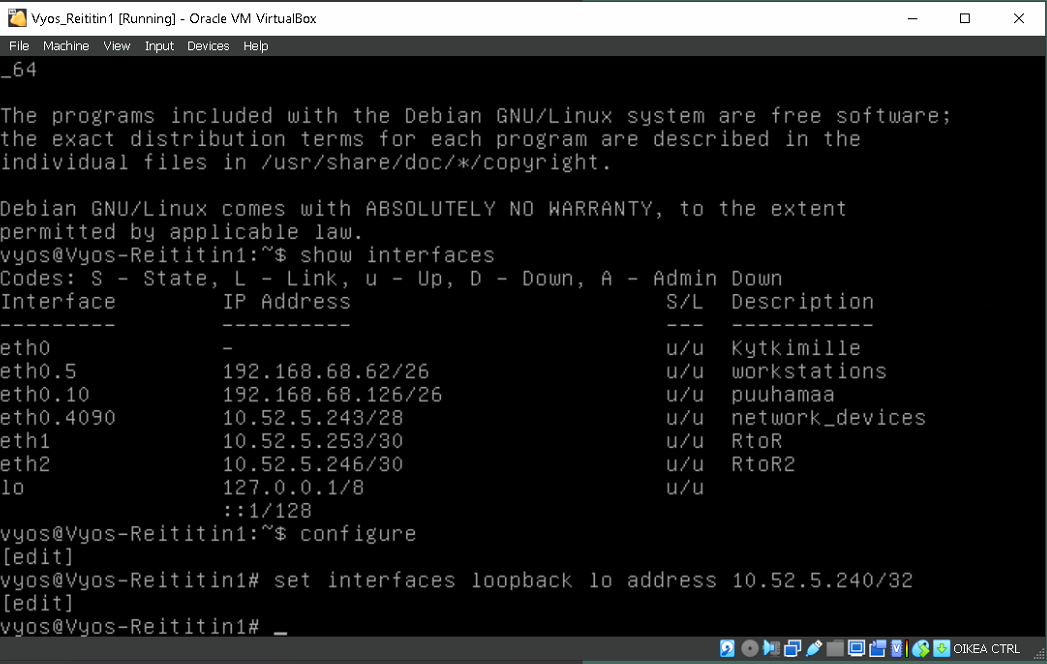 Vyos_Reititin1 [Running] - Oracle VM VirtualBox
File Machine View Input Devices Help
_64
The programs included with the Debian GNU/Linux system are free software;
the exact distribution terms for each program are described in the
individual files in /usr/share/doc/*/copyright.
Debian GNU/Linux comes with ABSOLUTELY NO WARRANTY, to the extent
permitted by applicable law.
vyos@Vyos-Reititin1:~$ show interfaces
Codes: S - State, L - Link, u - Up, D - Down, A - Admin Down
Interface IP Address S/L Description
--------- ---------- --- -----------
eth0 - u/u Kytkimille
eth0.5 192.168.68.62/26 u/u workstations
eth0.10 192.168.68.126/26 u/u puuhamaa
eth0.4090 10.52.5.243/28 u/u network_devices
eth1 10.52.5.253/30 u/u RtoR
eth2 10.52.5.246/30 u/u RtoR2
lo 127.0.0.1/8 u/u
::1/128
vyos@Vyos-Reititin1:~$ configure
[edit]
vyos@Vyos-Reititin1# set interfaces loopback lo address 10.52.5.240/32
[edit]
vyos@Vyos-Reititin1# _
OIKEA CTRL